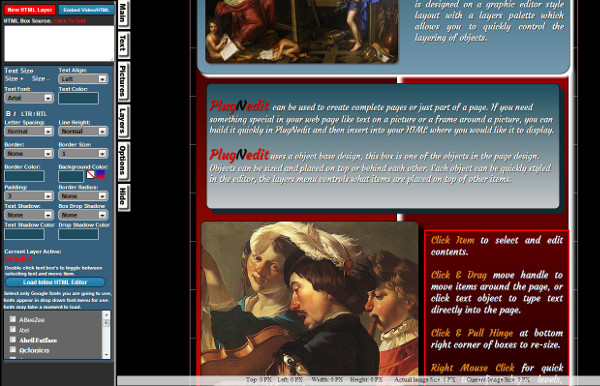 New HTML Layer
Embed Video/HTML
HTML Box Source. Click To Edit
Text Size
Size + Size -
Text Align:
Left
Text Font:
Arial
Text Color:
B I LTR / RTL
Letter Spacing:
Normal
Line Height:
Normal
Border:
None
Border Size:
1
Border Color:
Background Color:
Padding:
3
Border Radius:
None
Text Shadow:
None
Box Drop Shadow
None
Text Shadow Color
Drop Shadow Color
Current Layer Active:
Double click text box's to toggle between
selecting text and move item.
Load Inline HTML Editor
Select only Google fonts you are going to use,
fonts appear in drop down font menu for use.
fonts may take a moment to load.
ABeeZee
Abel
Abril Fatface
Aclonica
Main
Text
Pictures
Layers
Options
Hide
is designed on a graphic editor style
layout with a layers palette which
allows you to quickly control the
layering of objects.
PlugNedit can be used to create complete pages or just part of a page. If you need
something special in your web page like text on a picture or a frame around a picture, you can
build it quickly in PlugNedit and then insert into your HTML where you would like it to display.
PlugNedit uses a object base design, this box is one of the objects in the page design.
Objects can be sized and placed on top or behind each other. Each objects can be quickly styled
in the editor, the layers menu controls what items are placed on top of other items.
Click Item to select and edit
contents.
Click & Drag move handle to
move items around the page, or
click text object to type text
directly into the page.
Click & Pull Hinge at bottom
right corner of boxes to re-size.
Right Mouse Click for quick
levels,
Top: 0 PX Left: 0 PX Width: 0 PX Height: 0 PX Actual Image Size: 0 PX Current Image Size: 0 PX